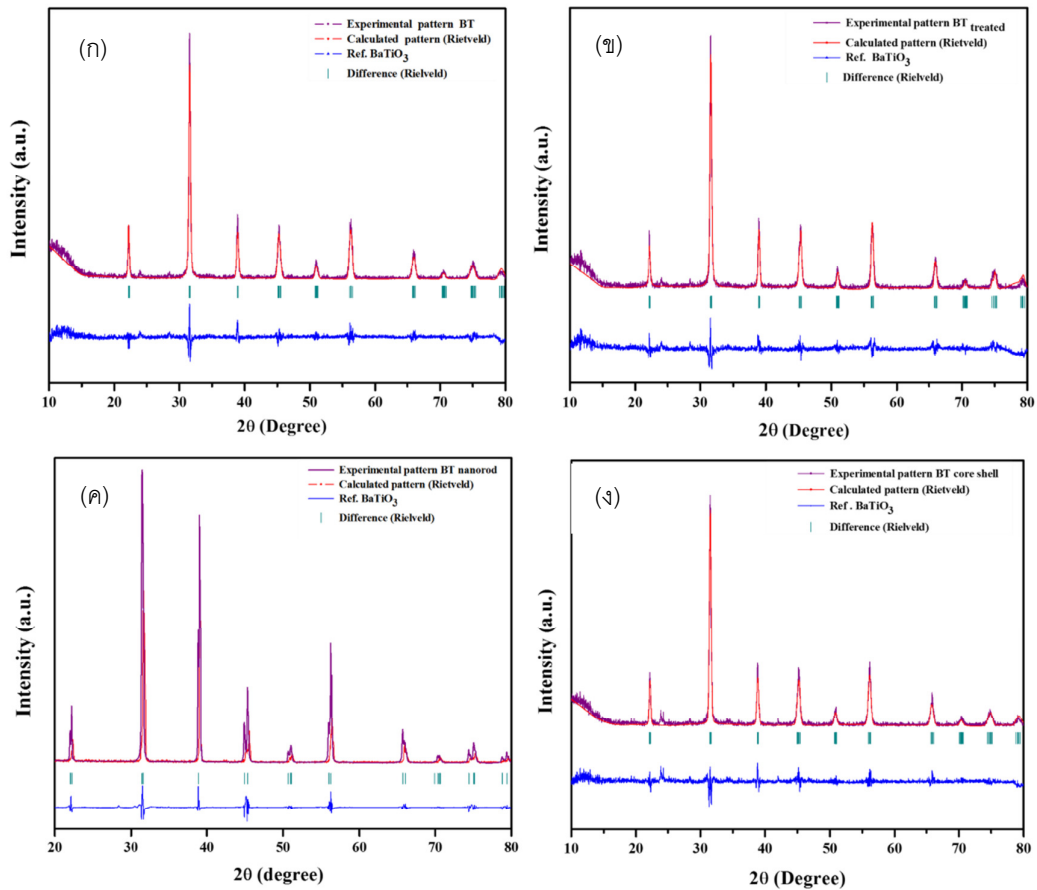 (ก)
Experimental pattern BT
Calculated pattern (Rietveld)
Ref. BaTiO3
Difference (Rielveld)
Intensity (a.u.)
10 20 30 40 50 60 70 80
2θ (Degree)
(ข)
Experimental pattern BT treated
Calculated pattern (Rietveld)
Ref. BaTiO3
Difference (Rielveld)
Intensity (a.u.)
10 20 30 40 50 60 70 80
2θ (Degree)
(ค)
Experimental pattern BT nanorod
Calculated pattern (Rietveld)
Ref. BaTiO3
Difference (Rielveld)
Intensity (a.u.)
20 30 40 50 60 70 80
2θ (degree)
(ง)
Experimental pattern BT core shell
Calculated pattern (Rietveld)
Ref . BaTiO3
Difference (Rielveld)
Intensity (a.u.)
10 20 30 40 50 60 70 80
2θ (Degree)